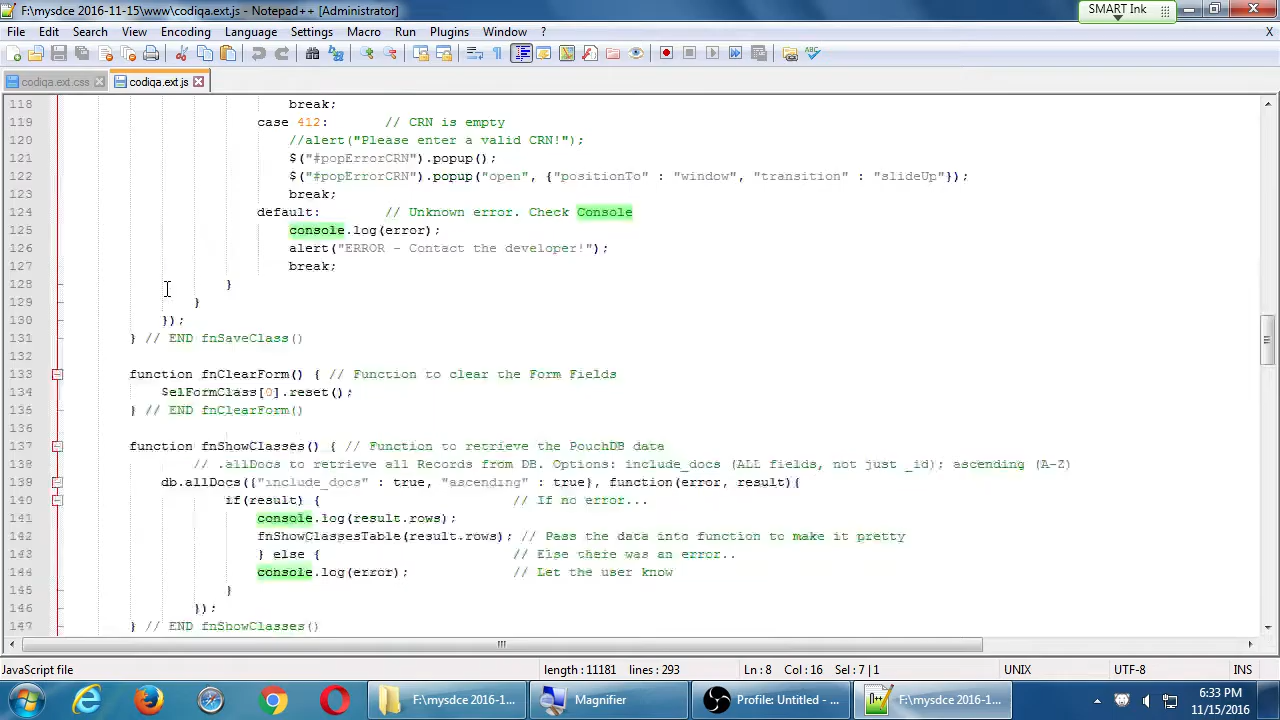 F:\mysdce 2016-11-15\www\codiqa.ext.js - Notepad++ [Administrator]
SMART Ink
File Edit Search View Encoding Language Settings Macro Run Plugins Window ? X
codiqa.ext.css codiqa.ext.js
118 break;
119 case 412: // CRN is empty
120 //alert("Please enter a valid CRN!");
121 $("#popErrorCRN").popup();
122 $("#popErrorCRN").popup("open", {"positionTo" : "window", "transition" : "slideUp"});
123 break;
124 default: // Unknown error. Check Console
125 console.log(error);
126 alert("ERROR - Contact the developer!");
127 break;
128 }
129 }
130 });
131 } // END fnSaveClass()
132
133 function fnClearForm() { // Function to clear the Form Fields
134 $elFormClass[0].reset();
135 } // END fnClearForm()
136
137 function fnShowClasses() { // Function to retrieve the PouchDB data
138 // .allDocs to retrieve all Records from DB. Options: include_docs (ALL fields, not just _id); ascending (A-Z)
139 db.allDocs({"include_docs" : true, "ascending" : true}, function(error, result){
140 if(result) { // If no error...
141 console.log(result.rows);
142 fnShowClassesTable(result.rows); // Pass the data into function to make it pretty
143 } else { // Else there was an error..
144 console.log(error); // Let the user know
145 }
146 });
147 } // END fnShowClasses()
JavaScript file length : 11181 lines : 293 Ln : 8 Col : 16 Sel : 7 | 1 UNIX UTF-8 INS
F:\mysdce 2016-1... Magnifier Profile: Untitled - ... F:\mysdce 2016-1... 6:33 PM
11/15/2016